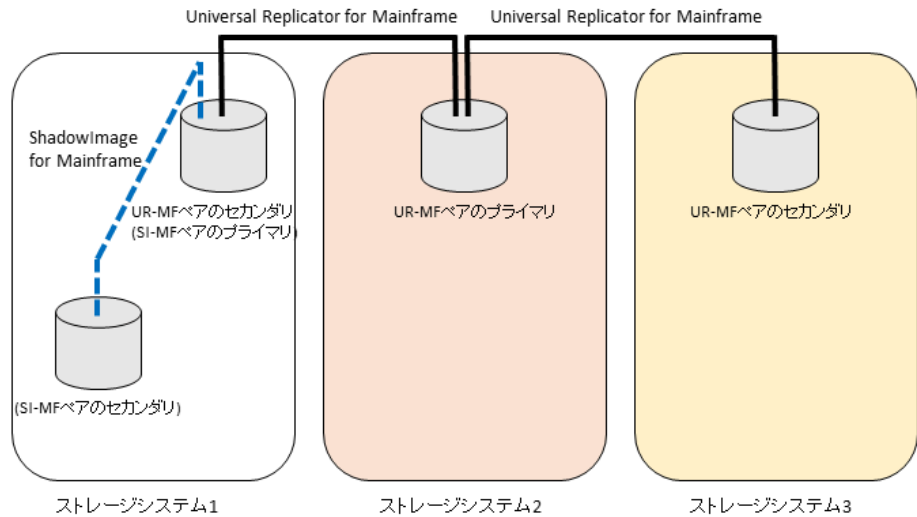 Universal Replicator for Mainframe
Universal Replicator for Mainframe
ShadowImage
for Mainframe
UR-MFペアのセカンダリ
(SI-MFペアのプライマリ)
UR-MFペアのプライマリ
UR-MFペアのセカンダリ
(SI-MFペアのセカンダリ)
ストレージシステム1
ストレージシステム2
ストレージシステム3